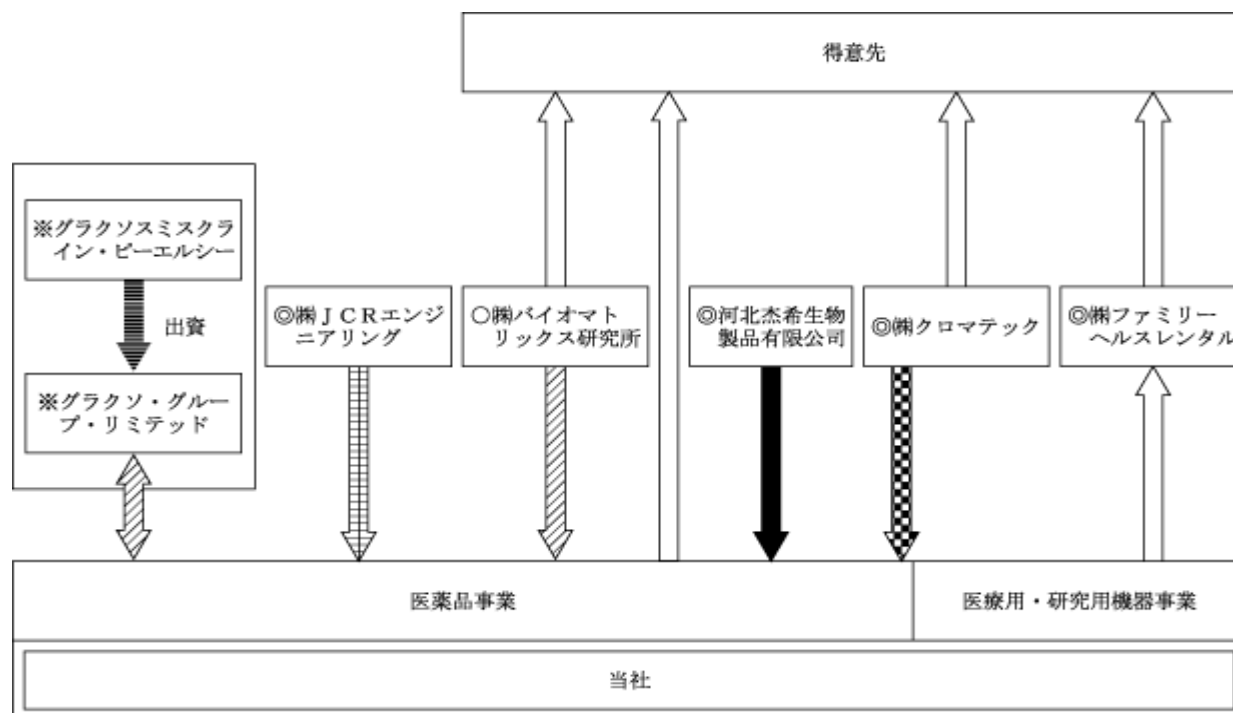 得意先
※グラクソスミスクラ
イン・ピーエルシー
出資
※グラクソ・グルー
プ・リミテッド
◎㈱JCRエンジ
ニアリング
○㈱バイオマト
リックス研究所
◎河北杰希生物
製品有限公司
◎㈱クロマテック
◎㈱ファミリー
ヘルスレンタル
医薬品事業
医療用・研究用機器事業
当社